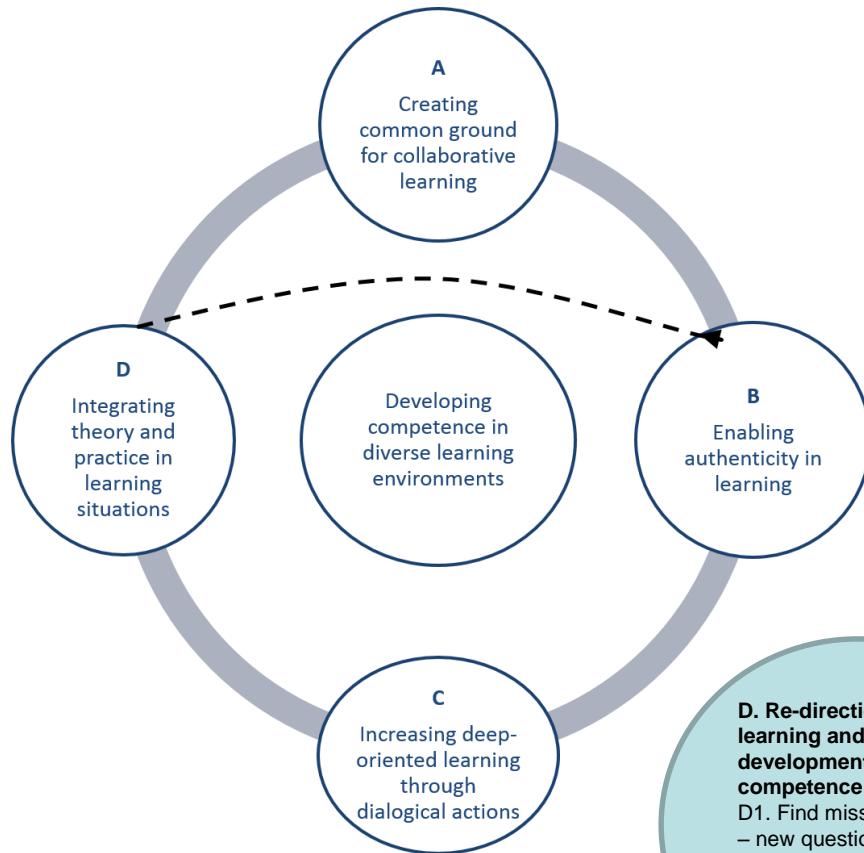 A
Creating
common ground
for collaborative
learning
D
Integrating
theory and
practice in
learning
situations
Developing
competence in
diverse learning
environments
B
Enabling
authenticity in
learning
C
Increasing deep-
oriented learning
through
dialogical actions
D. Re-directi
learning and
development
competence
D1. Find miss
– new questio